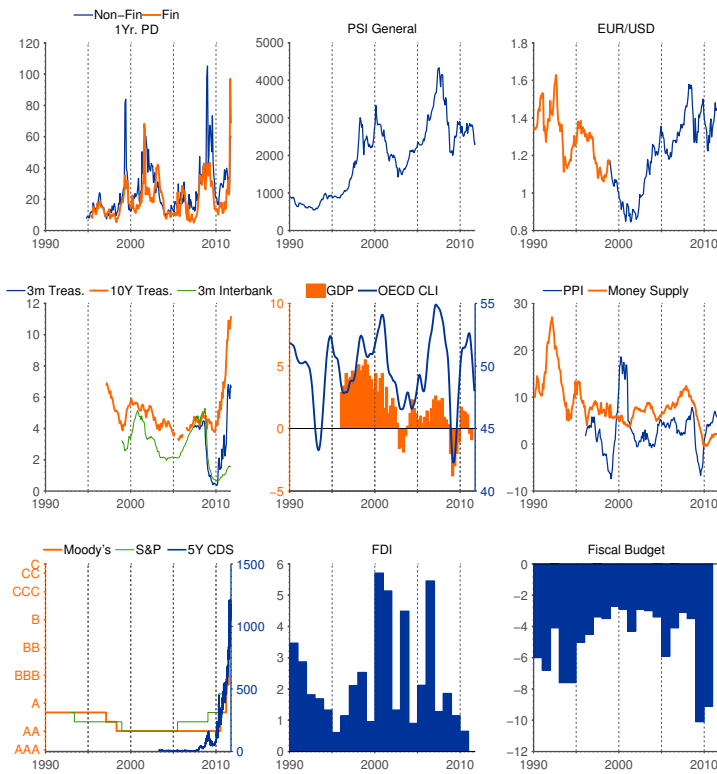 Non−Fin Fin
1Yr. PD
120
100
80
60
40
20
0
1990 2000 2010
PSI General
5000
4000
3000
2000
1000
0
1990 2000 2010
EUR/USD
1.8
1.6
1.4
1.2
1
0.8
1990 2000 2010
3m Treas. 10Y Treas. 3m Interbank
12
10
8
6
4
2
0
1990 2000 2010
GDP OECD CLI
10 55
5 50
0 45
−5 40
1990 2000 2010
PPI Money Supply
30
20
10
0
−10
1990 2000 2010
Moody's S&P 5Y CDS
C 1500
CC
CCC
B 1000
BB
BBB 500
A
AA
AAA 0
1990 2000 2010
FDI
6
5
4
3
2
1
0
1990 2000 2010
Fiscal Budget
0
−2
−4
−6
−8
−10
−12
1990 2000 2010